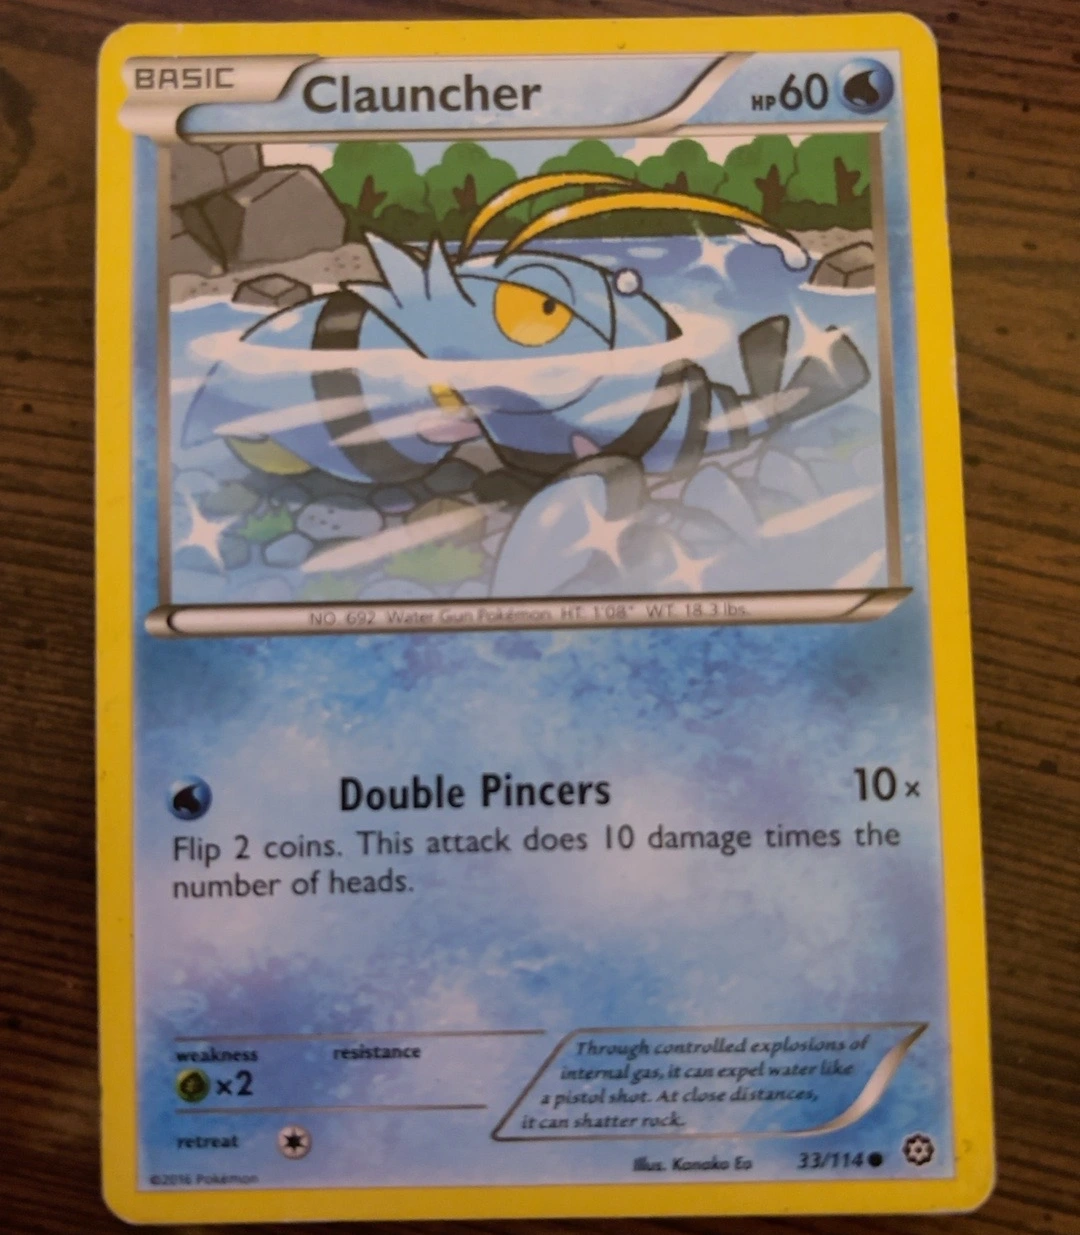 BASIC
Clauncher
HP60
NO. 692 Water Gun Pokémon HT: 1'08" WT: 18.3 lbs.
Double Pincers 10×
Flip 2 coins. This attack does 10 damage times the
number of heads.
weakness resistance
×2
retreat
Through controlled explosions of
internal gas, it can expel water like
a pistol shot. At close distances,
it can shatter rock.
Illus. Kanako Eo 33/114
©2016 Pokémon